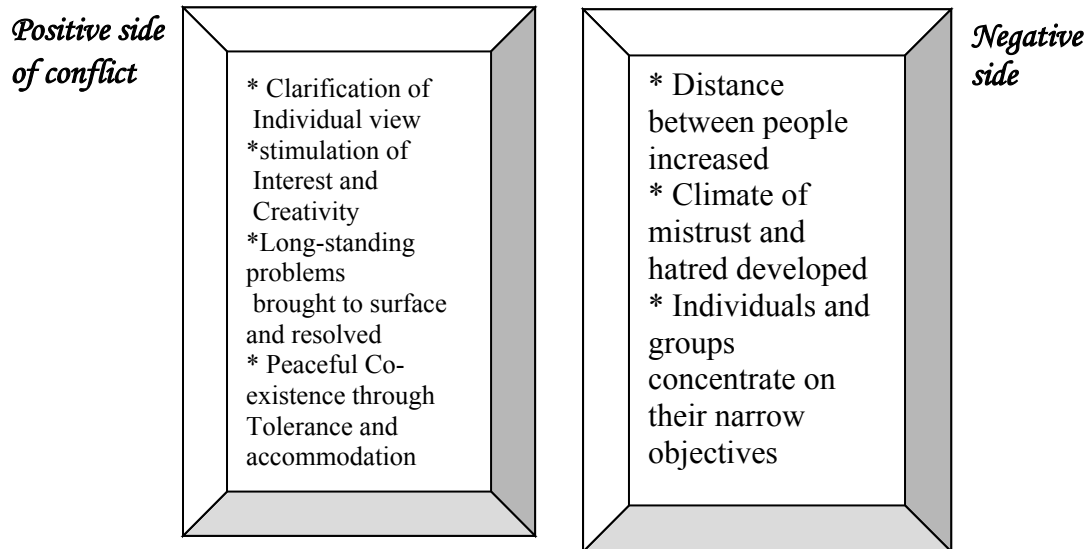 Positive side
of conflict
* Clarification of
Individual view
*stimulation of
Interest and
Creativity
*Long-standing
problems
brought to surface
and resolved
* Peaceful Co-
existence through
Tolerance and
accommodation
Negative
side
* Distance
between people
increased
* Climate of
mistrust and
hatred developed
* Individuals and
groups
concentrate on
their narrow
objectives